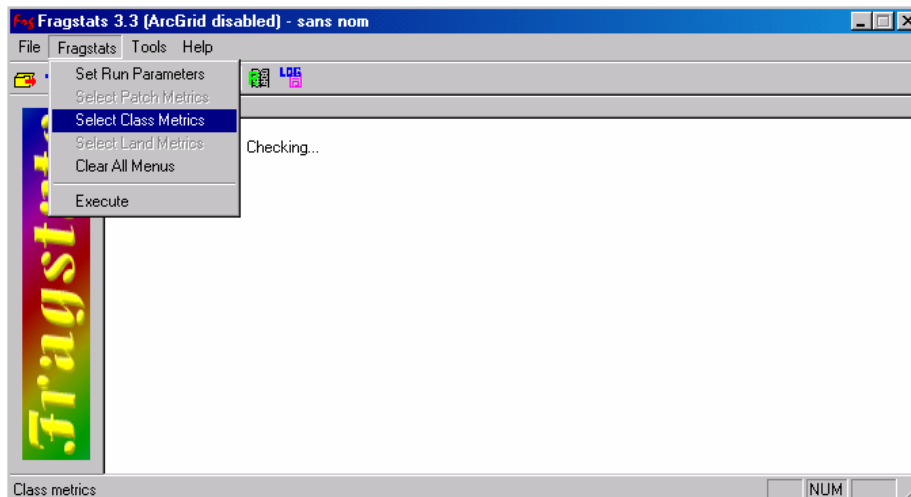 Fragstats 3.3 (ArcGrid disabled) - sans nom
File Fragstats Tools Help
LOG
Set Run Parameters
Select Patch Metrics
Select Class Metrics
Select Land Metrics
Clear All Menus
Execute
Checking...
Class metrics
NUM